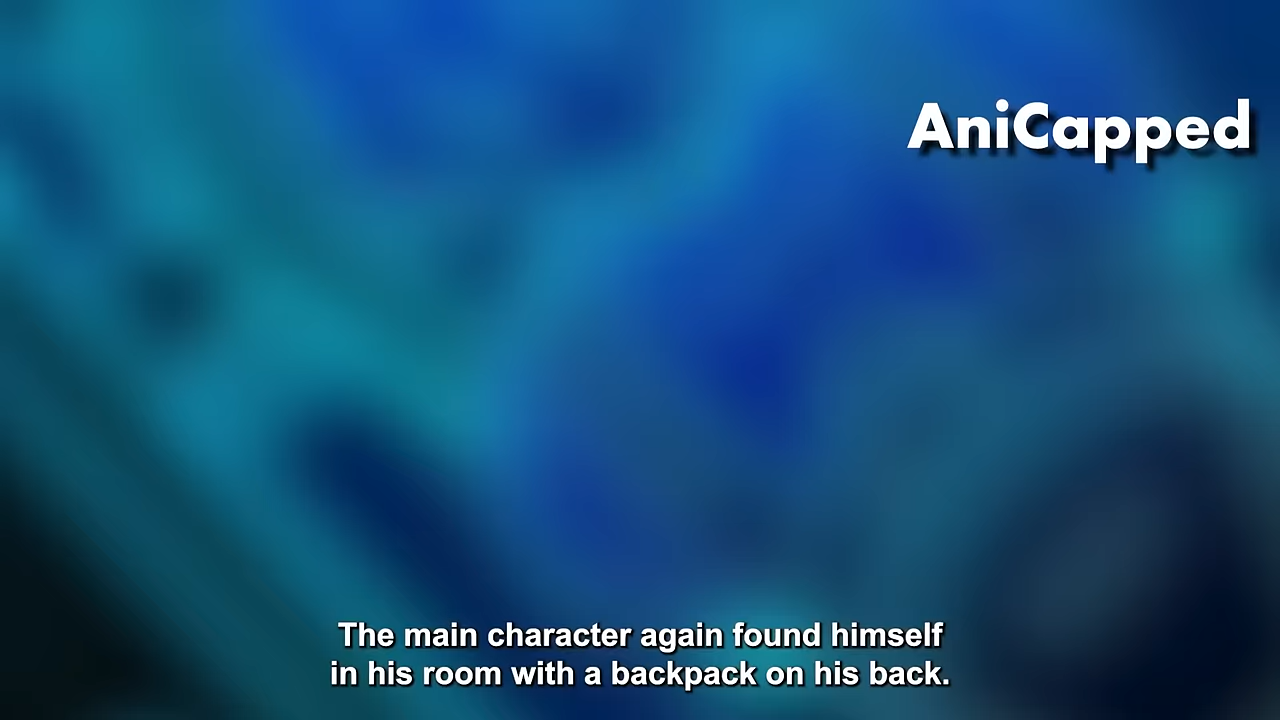 AniCapped
The main character again found himself
in his room with a backpack on his back.